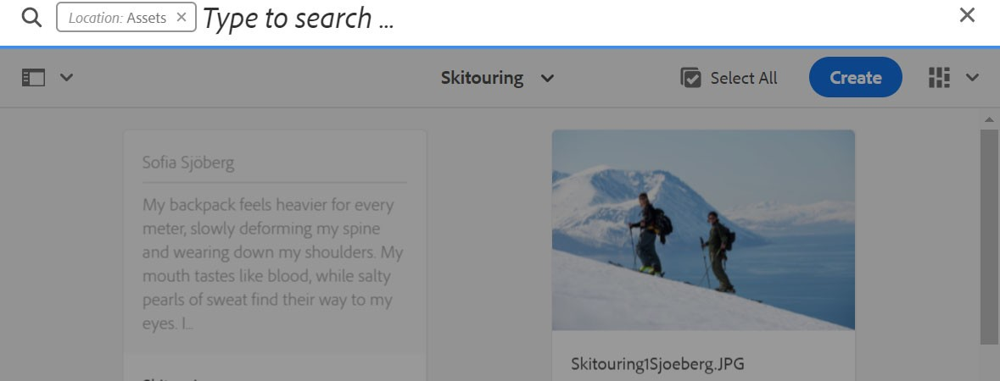 Location: Assets × Type to search ...
Skitouring
Select All
Create
Sofia Sjöberg
My backpack feels heavier for every
meter, slowly deforming my spine
and wearing down my shoulders. My
mouth tastes like blood, while salty
pearls of sweat find their way to my
eyes. I...
Skitouring1Sjoeberg.JPG